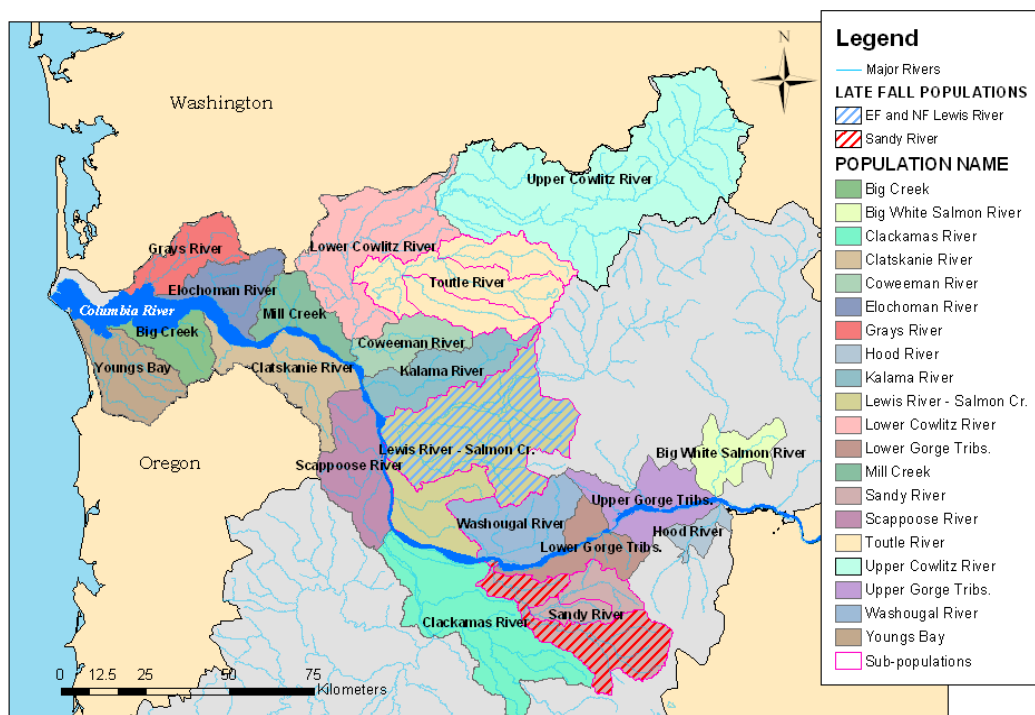 Washington
N
Upper Cowlitz River
Grays River
Lower Cowlitz River
Toutle River
Elochoman River
Columbia River
Mill Creek
Big Creek
Coweeman River
Youngs Bay
Clatskanie River
Kalama River
Oregon
Scappoose River
Lewis River - Salmon Cr.
Big White Salmon River
Upper Gorge Tribs.
Washougal River
Hood River
Lower Gorge Tribs.
Sandy River
Clackamas River
0 12.5 25 50 75
Kilometers
Legend
Major Rivers
LATE FALL POPULATIONS
EF and NF Lewis River
Sandy River
POPULATION NAME
Big Creek
Big White Salmon River
Clackamas River
Clatskanie River
Coweeman River
Elochoman River
Grays River
Hood River
Kalama River
Lewis River - Salmon Cr.
Lower Cowlitz River
Lower Gorge Tribs.
Mill Creek
Sandy River
Scappoose River
Toutle River
Upper Cowlitz River
Upper Gorge Tribs.
Washougal River
Youngs Bay
Sub-populations